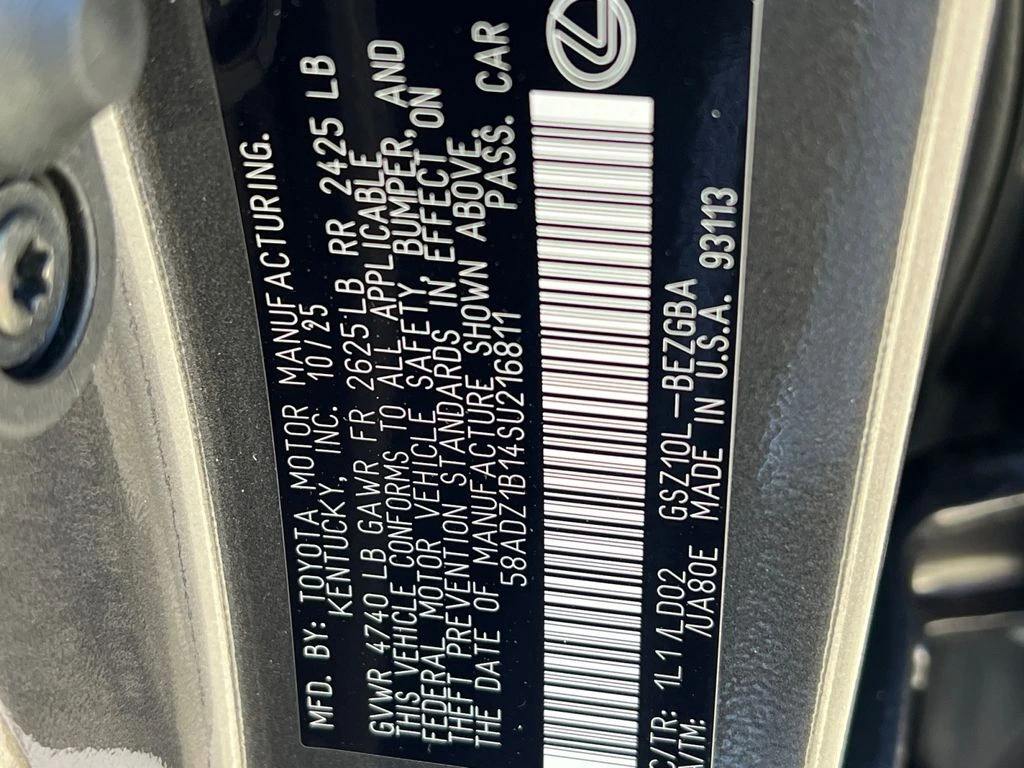 MFD. BY: TOYOTA MOTOR MANUFACTURING.
KENTUCKY, INC. 10/25
GVWR 4740 LB GAWR FR 2625 LB RR 2425 LB
THIS VEHICLE CONFORMS TO ALL APPLICABLE
FEDERAL MOTOR VEHICLE SAFETY, BUMPER, AND
THEFT PREVENTION STANDARDS IN EFFECT ON
THE DATE OF MANUFACTURE SHOWN ABOVE.
58ADZ1B14SU216811 PASS. CAR
C/TR: 1L1 /LD02 GSZ10L-BEZGBA
A/TM: /UA80E MADE IN U.S.A. 93113